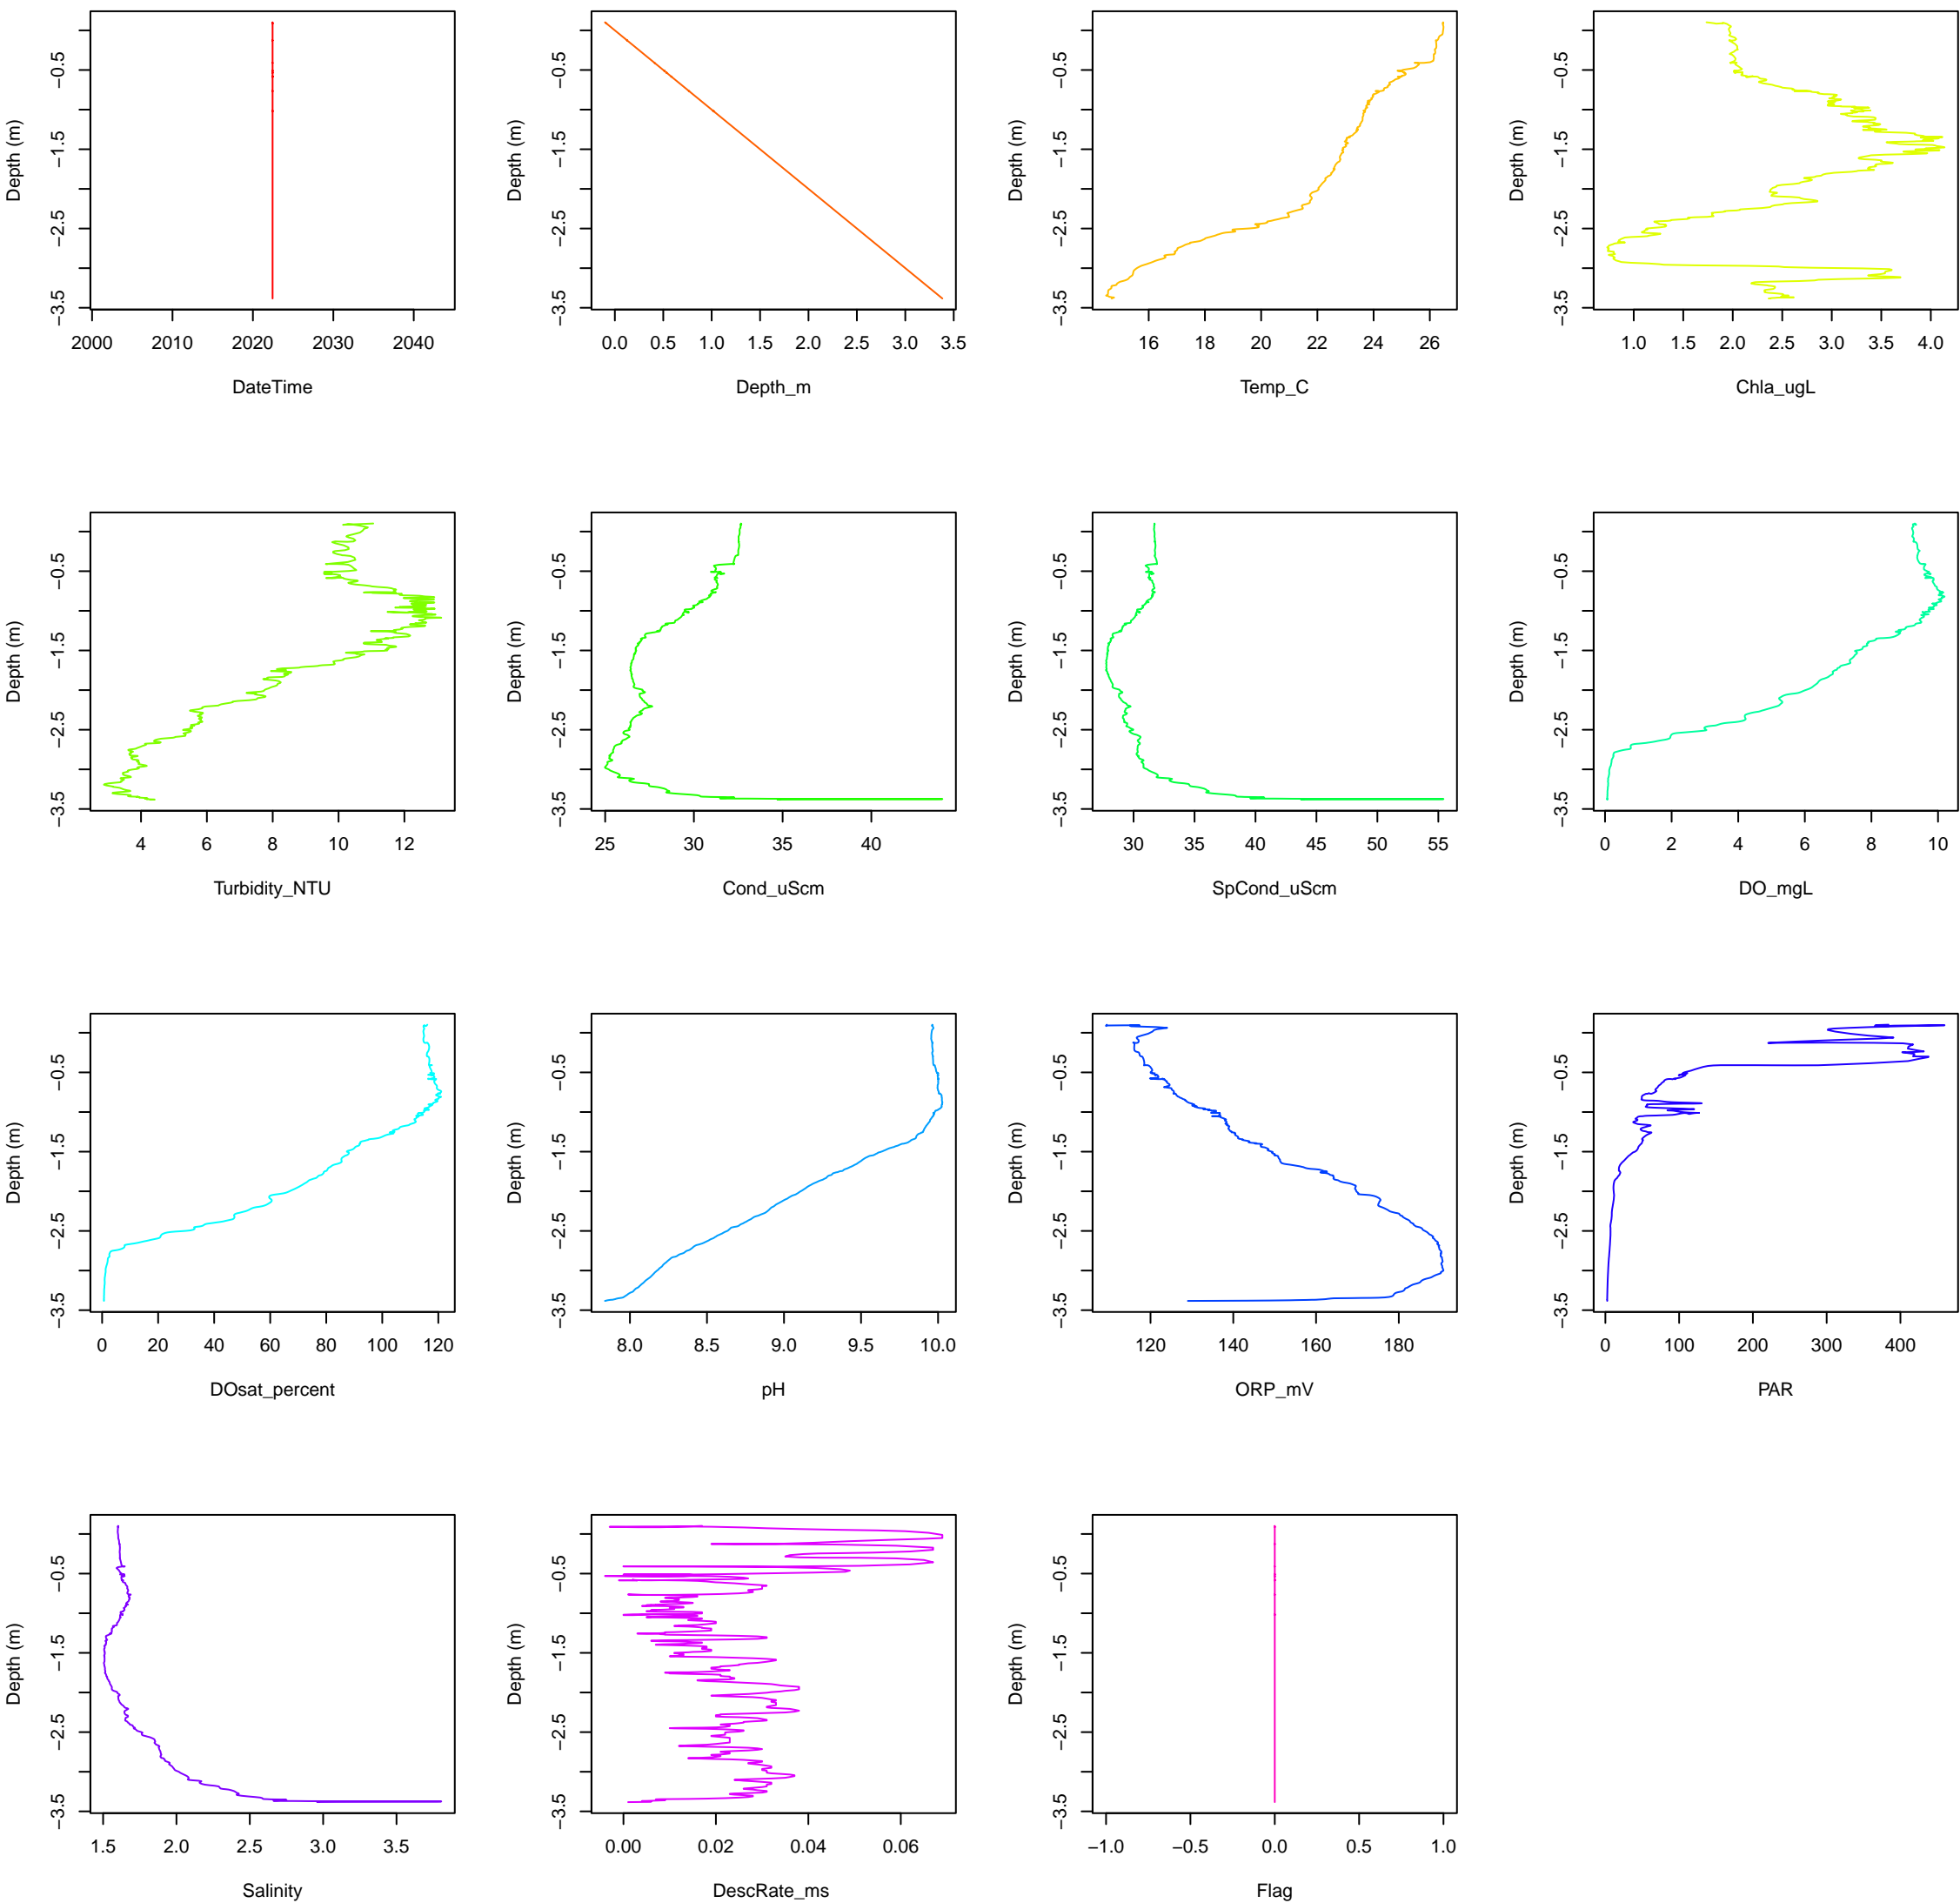 Depth (m)
−0.5
−1.5
−2.5
−3.5
2000 2010 2020 2030 2040
DateTime
Depth (m)
−0.5
−1.5
−2.5
−3.5
0.0 0.5 1.0 1.5 2.0 2.5 3.0 3.5
Depth_m
Depth (m)
−0.5
−1.5
−2.5
−3.5
16 18 20 22 24 26
Temp_C
Depth (m)
−0.5
−1.5
−2.5
−3.5
1.0 1.5 2.0 2.5 3.0 3.5 4.0
Chla_ugL
Depth (m)
−0.5
−1.5
−2.5
−3.5
4 6 8 10 12
Turbidity_NTU
Depth (m)
−0.5
−1.5
−2.5
−3.5
25 30 35 40
Cond_uScm
Depth (m)
−0.5
−1.5
−2.5
−3.5
30 35 40 45 50 55
SpCond_uScm
Depth (m)
−0.5
−1.5
−2.5
−3.5
0 2 4 6 8 10
DO_mgL
Depth (m)
−0.5
−1.5
−2.5
−3.5
0 20 40 60 80 100 120
DOsat_percent
Depth (m)
−0.5
−1.5
−2.5
−3.5
8.0 8.5 9.0 9.5 10.0
pH
Depth (m)
−0.5
−1.5
−2.5
−3.5
120 140 160 180
ORP_mV
Depth (m)
−0.5
−1.5
−2.5
−3.5
0 100 200 300 400
PAR
Depth (m)
−0.5
−1.5
−2.5
−3.5
1.5 2.0 2.5 3.0 3.5
Salinity
Depth (m)
−0.5
−1.5
−2.5
−3.5
0.00 0.02 0.04 0.06
DescRate_ms
Depth (m)
−0.5
−1.5
−2.5
−3.5
−1.0 −0.5 0.0 0.5 1.0
Flag